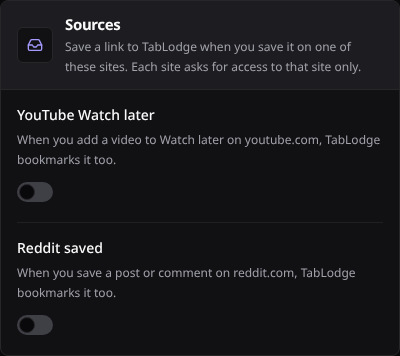 Sources
Save a link to TabLodge when you save it on one of
these sites. Each site asks for access to that site only.
YouTube Watch later
When you add a video to Watch later on youtube.com, TabLodge
bookmarks it too.
Reddit saved
When you save a post or comment on reddit.com, TabLodge
bookmarks it too.